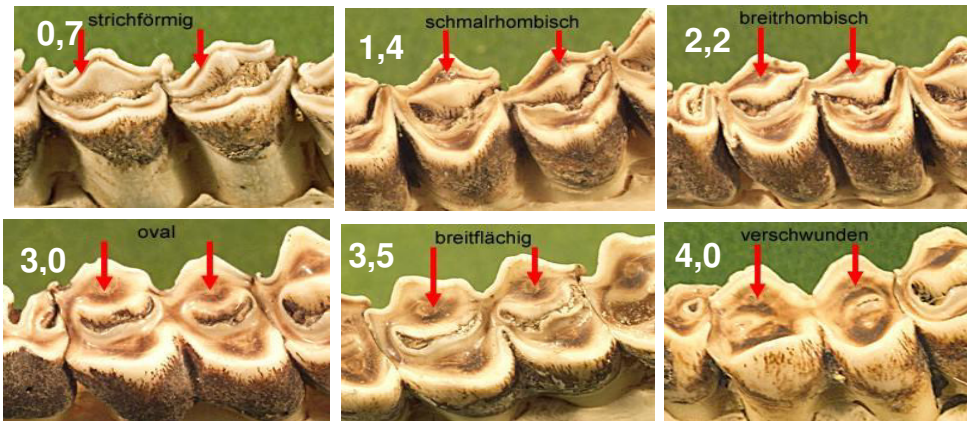 strichförmig
0,7
schmalrhombisch
1,4
breitrhombisch
2,2
oval
3,0
breitflächig
3,5
verschwunden
4,0